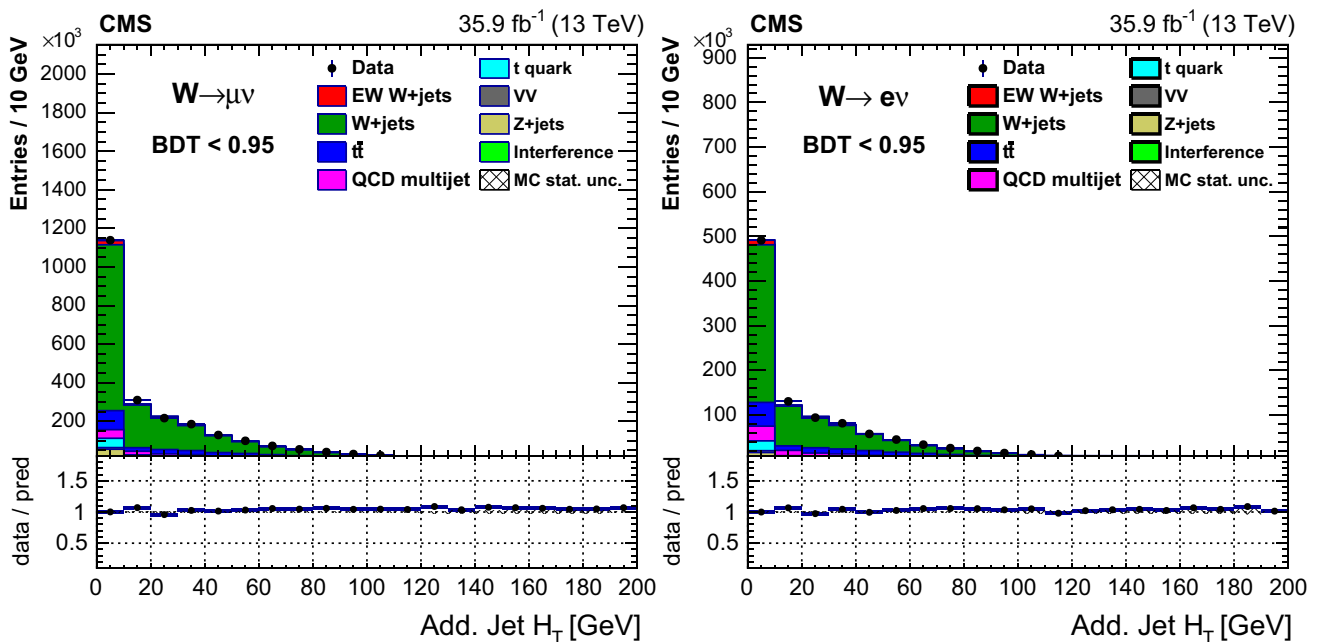 CMS
35.9 fb⁻¹ (13 TeV)
×10³
Entries / 10 GeV
2000
1800
1600
1400
1200
1000
800
600
400
200
W→μν
BDT < 0.95
Data
EW W+jets
W+jets
tt̄
QCD multijet
t quark
VV
Z+jets
Interference
MC stat. unc.
data / pred
1.5
1
0.5
0 20 40 60 80 100 120 140 160 180 200
Add. Jet H_T [GeV]
CMS
35.9 fb⁻¹ (13 TeV)
×10³
Entries / 10 GeV
900
800
700
600
500
400
300
200
100
W→ eν
BDT < 0.95
Data
EW W+jets
W+jets
tt̄
QCD multijet
t quark
VV
Z+jets
Interference
MC stat. unc.
data / pred
1.5
1
0.5
0 20 40 60 80 100 120 140 160 180 200
Add. Jet H_T [GeV]